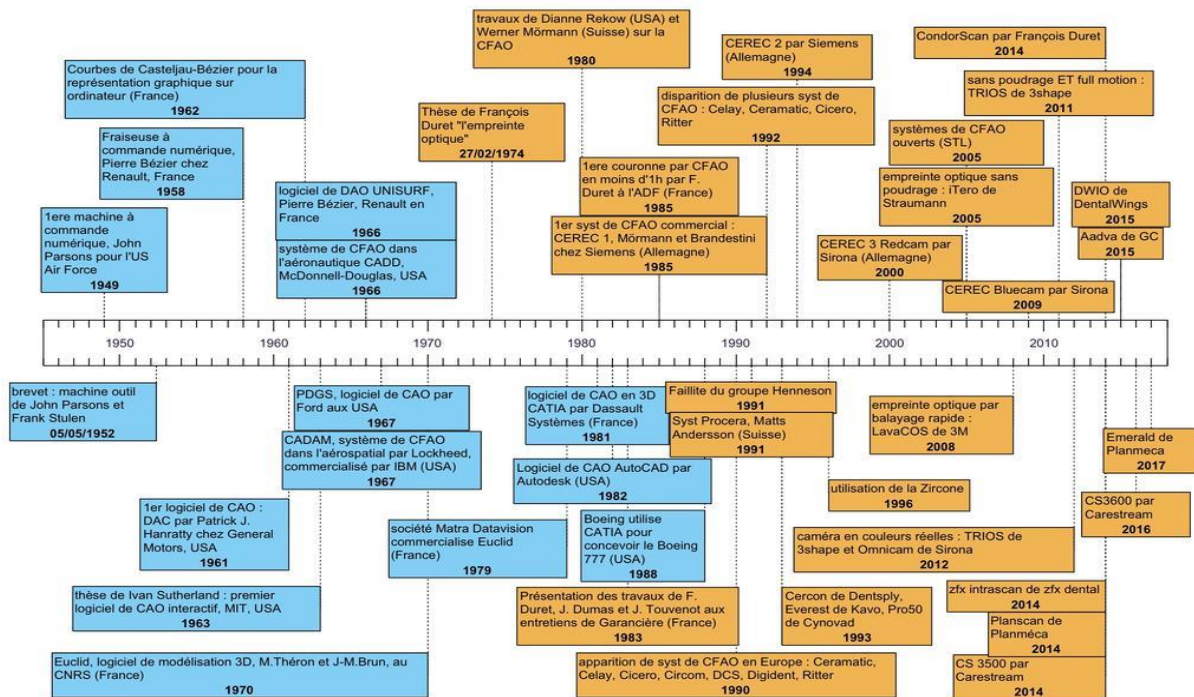 travaux de Dianne Rekow (USA) et
Werner Mörmann (Suisse) sur la
CFAO
1980
CEREC 2 par Siemens
(Allemagne)
1994
CondorScan par François Duret
2014
Courbes de Casteljau-Bézier pour la
représentation graphique sur
ordinateur (France)
1962
sans poudrage ET full motion :
TRIOS de 3shape
2011
Thèse de François
Duret "l'empreinte
optique"
27/02/1974
disparition de plusieurs syst de
CFAO : Celay, Ceramatic, Cicero,
Ritter
1992
Fraiseuse à
commande numérique,
Pierre Bézier chez
Renault, France
1958
systèmes de CFAO
ouverts (STL)
2005
1ere couronne par CFAO
en moins d'1h par F.
Duret à l'ADF (France)
1985
empreinte optique sans
poudrage : iTero de
Straumann
2005
logiciel de DAO UNISURF,
Pierre Bézier, Renault en
France
1966
DWIO de
DentalWings
2015
1ere machine à
commande
numérique, John
Parsons pour l'US
Air Force
1949
1er syst de CFAO commercial :
CEREC 1, Mörmann et Brandestini
chez Siemens (Allemagne)
1985
Aadva de GC
2015
système de CFAO dans
l'aéronautique CADD,
McDonnell-Douglas, USA
1966
CEREC 3 Redcam par
Sirona (Allemagne)
2000
CEREC Bluecam par Sirona
2009
1950 1960 1970 1980 1990 2000 2010
brevet : machine outil
de John Parsons et
Frank Stulen
05/05/1952
PDGS, logiciel de CAO par
Ford aux USA
1967
logiciel de CAO en 3D
CATIA par Dassault
Systèmes (France)
1981
Faillite du groupe Henneson
1991
Syst Procera, Matts
Andersson (Suisse)
1991
empreinte optique par
balayage rapide :
LavaCOS de 3M
2008
CADAM, système de CFAO
dans l'aérospatial par Lockheed,
commercialisé par IBM (USA)
1967
Emerald de
Planmeca
2017
Logiciel de CAO AutoCAD par
Autodesk (USA)
1982
utilisation de la Zircone
1996
CS3600 par
Carestream
2016
1er logiciel de CAO :
DAC par Patrick J.
Hanratty chez General
Motors, USA
1961
société Matra Datavision
commercialise Euclid
(France)
1979
Boeing utilise
CATIA pour
concevoir le Boeing
777 (USA)
1988
caméra en couleurs réelles : TRIOS de
3shape et Omnicam de Sirona
2012
thèse de Ivan Sutherland : premier
logiciel de CAO interactif, MIT, USA
1963
Présentation des travaux de F.
Duret, J. Dumas et J. Touvenot aux
entretiens de Garancière (France)
1983
Cercon de Dentsply,
Everest de Kavo, Pro50
de Cynovad
1993
zfx intrascan de zfx dental
2014
Planscan de
Planméca
2014
Euclid, logiciel de modélisation 3D, M.Théron et J-M.Brun, au
CNRS (France)
1970
apparition de syst de CFAO en Europe : Ceramatic,
Celay, Cicero, Circom, DCS, Digident, Ritter
1990
CS 3500 par
Carestream
2014